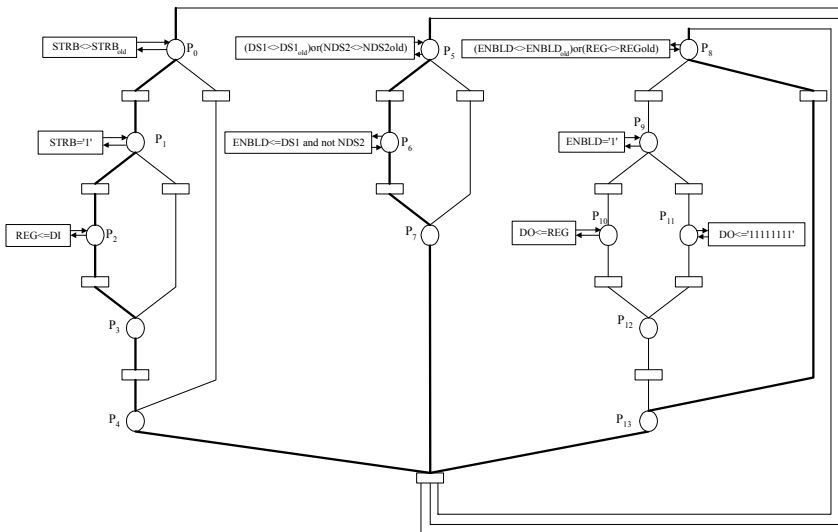 STRB<>STRBold P0
(DS1<>DS1old)or(NDS2<>NDS2old) P5
(ENBLD<>ENBLDold)or(REG<>REGold) P8
STRB='1' P1
ENBLD<=DS1 and not NDS2 P6
ENBLD='1' P9
REG<=DI P2
P7
DO<=REG P10
P11 DO<='11111111'
P3
P12
P4
P13